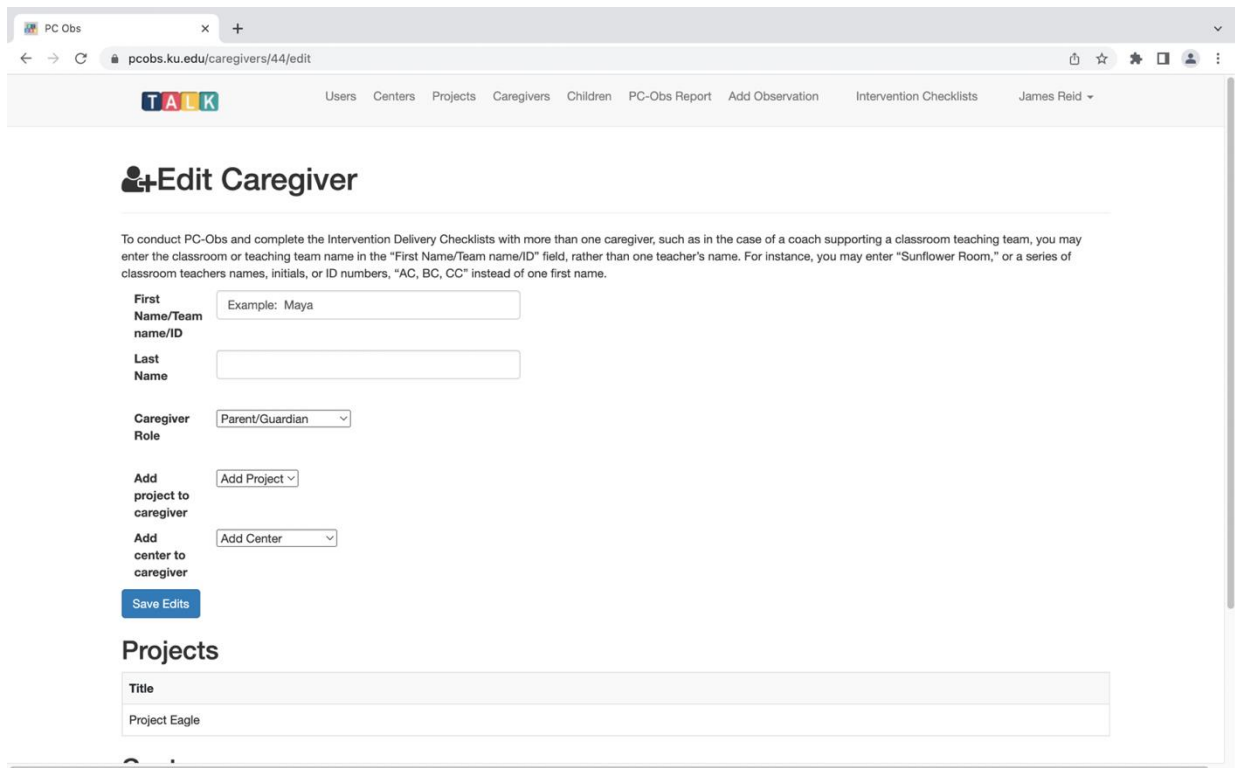 PC Obs
pcobs.ku.edu/caregivers/44/edit
TALK Users Centers Projects Caregivers Children PC-Obs Report Add Observation Intervention Checklists James Reid
Edit Caregiver
To conduct PC-Obs and complete the Intervention Delivery Checklists with more than one caregiver, such as in the case of a coach supporting a classroom teaching team, you may
enter the classroom or teaching team name in the “First Name/Team name/ID” field, rather than one teacher's name. For instance, you may enter “Sunflower Room,” or a series of
classroom teachers names, initials, or ID numbers, “AC, BC, CC” instead of one first name.
First
Name/Team
name/ID
Example: Maya
Last
Name
Caregiver
Role
Parent/Guardian
Add
project to
caregiver
Add Project
Add
center to
caregiver
Add Center
Save Edits
Projects
Title
Project Eagle